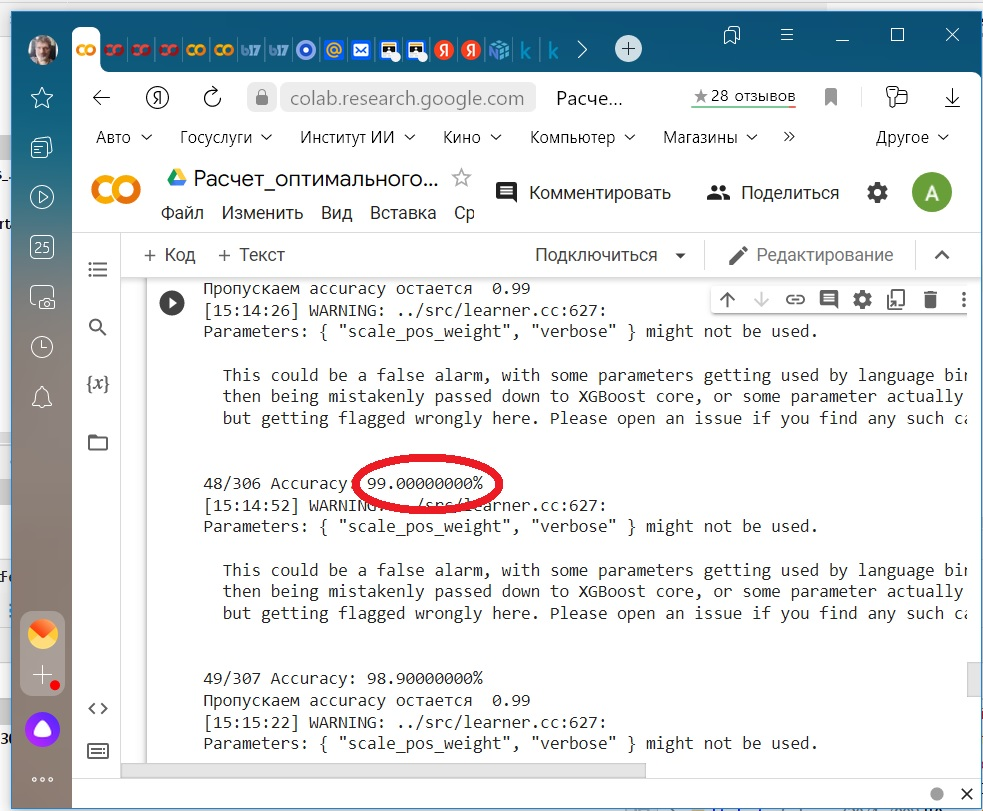 b17 b17 @ Я Я k k
Я colab.research.google.com Расче... ★28 отзывов
Авто Госуслуги Институт ИИ Кино Компьютер Магазины » Другое
Расчет_оптимального...
Комментировать Поделиться А
Файл Изменить Вид Вставка Ср
25
+ Код + Текст Подключиться Редактирование
Пропускаем accuracy остается 0.99
[15:14:26] WARNING: ../src/learner.cc:627:
Parameters: { "scale_pos_weight", "verbose" } might not be used.
This could be a false alarm, with some parameters getting used by language bin
then being mistakenly passed down to XGBoost core, or some parameter actually
but getting flagged wrongly here. Please open an issue if you find any such ca
{x}
48/306 Accuracy: 99.00000000%
[15:14:52] WARNING: ../src/learner.cc:627:
Parameters: { "scale_pos_weight", "verbose" } might not be used.
This could be a false alarm, with some parameters getting used by language bin
then being mistakenly passed down to XGBoost core, or some parameter actually
but getting flagged wrongly here. Please open an issue if you find any such ca
49/307 Accuracy: 98.90000000%
Пропускаем accuracy остается 0.99
[15:15:22] WARNING: ../src/learner.cc:627:
Parameters: { "scale_pos_weight", "verbose" } might not be used.